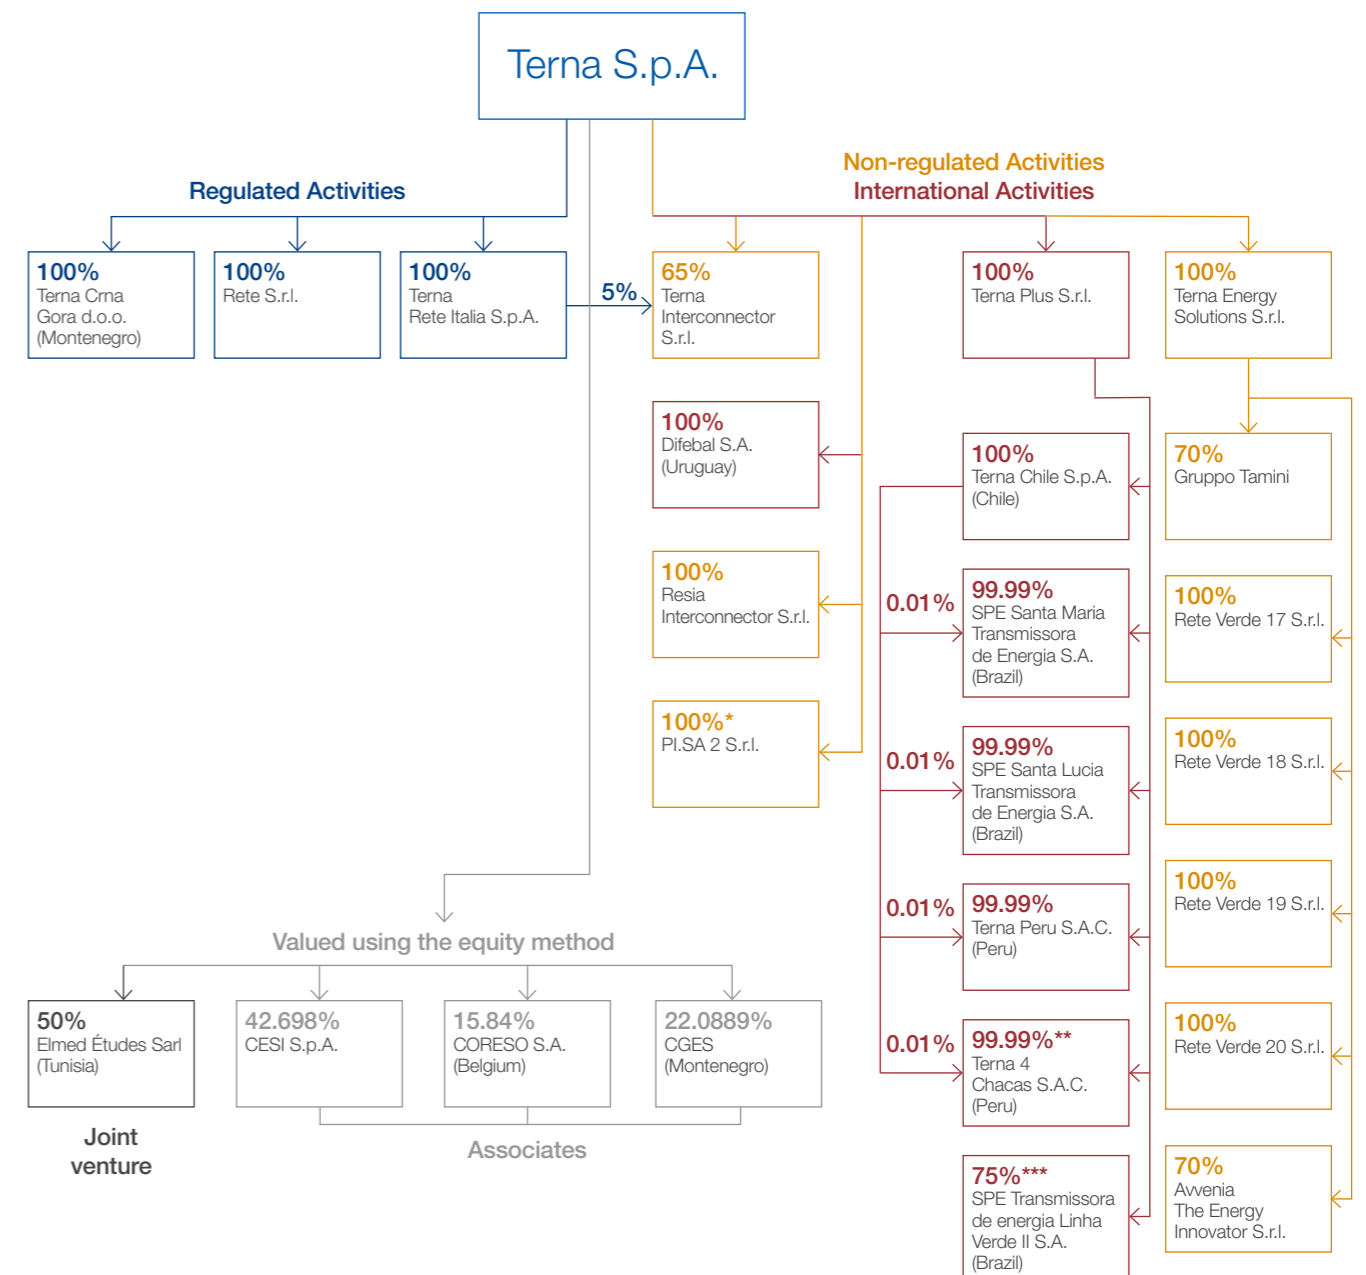 Terna S.p.A.
Regulated Activities
Non-regulated Activities
International Activities
100%
Terna Crna
Gora d.o.o.
(Montenegro)
100%
Rete S.r.l.
100%
Terna
Rete Italia S.p.A.
5%
65%
Terna
Interconnector
S.r.l.
100%
Terna Plus S.r.l.
100%
Terna Energy
Solutions S.r.l.
100%
Difebal S.A.
(Uruguay)
100%
Resia
Interconnector S.r.l.
100%*
PI.SA 2 S.r.l.
100%
Terna Chile S.p.A.
(Chile)
0.01%
99.99%
SPE Santa Maria
Transmissora
de Energia S.A.
(Brazil)
0.01%
99.99%
SPE Santa Lucia
Transmissora
de Energia S.A.
(Brazil)
0.01%
99.99%
Terna Peru S.A.C.
(Peru)
0.01%
99.99%**
Terna 4
Chacas S.A.C.
(Peru)
75%***
SPE Transmissora
de energia Linha
Verde II S.A.
(Brazil)
70%
Gruppo Tamini
100%
Rete Verde 17 S.r.l.
100%
Rete Verde 18 S.r.l.
100%
Rete Verde 19 S.r.l.
100%
Rete Verde 20 S.r.l.
70%
Avvenia
The Energy
Innovator S.r.l.
Valued using the equity method
50%
Elmed Études Sarl
(Tunisia)
42.698%
CESI S.p.A.
15.84%
CORESO S.A.
(Belgium)
22.0889%
CGES
(Montenegro)
Joint
venture
Associates